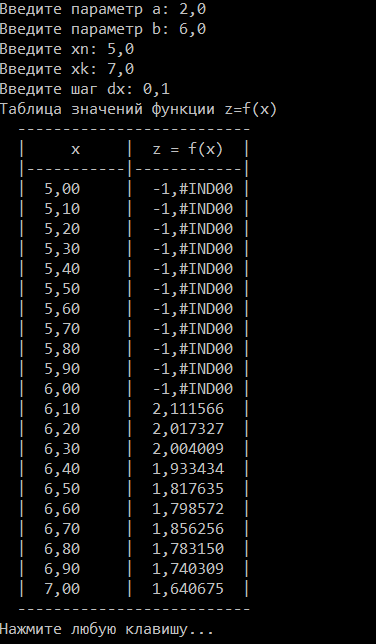 Введите параметр a: 2,0
Введите параметр b: 6,0
Введите xn: 5,0
Введите xk: 7,0
Введите шаг dx: 0,1
Таблица значений функции z=f(x)
--------------------------
|     x     |  z = f(x)  |
|-----------|------------|
|  5,00     |  -1,#IND00 |
|  5,10     |  -1,#IND00 |
|  5,20     |  -1,#IND00 |
|  5,30     |  -1,#IND00 |
|  5,40     |  -1,#IND00 |
|  5,50     |  -1,#IND00 |
|  5,60     |  -1,#IND00 |
|  5,70     |  -1,#IND00 |
|  5,80     |  -1,#IND00 |
|  5,90     |  -1,#IND00 |
|  6,00     |  -1,#IND00 |
|  6,10     |  2,111566  |
|  6,20     |  2,017327  |
|  6,30     |  2,004009  |
|  6,40     |  1,933434  |
|  6,50     |  1,817635  |
|  6,60     |  1,798572  |
|  6,70     |  1,856256  |
|  6,80     |  1,783150  |
|  6,90     |  1,740309  |
|  7,00     |  1,640675  |
--------------------------
Нажмите любую клавишу...